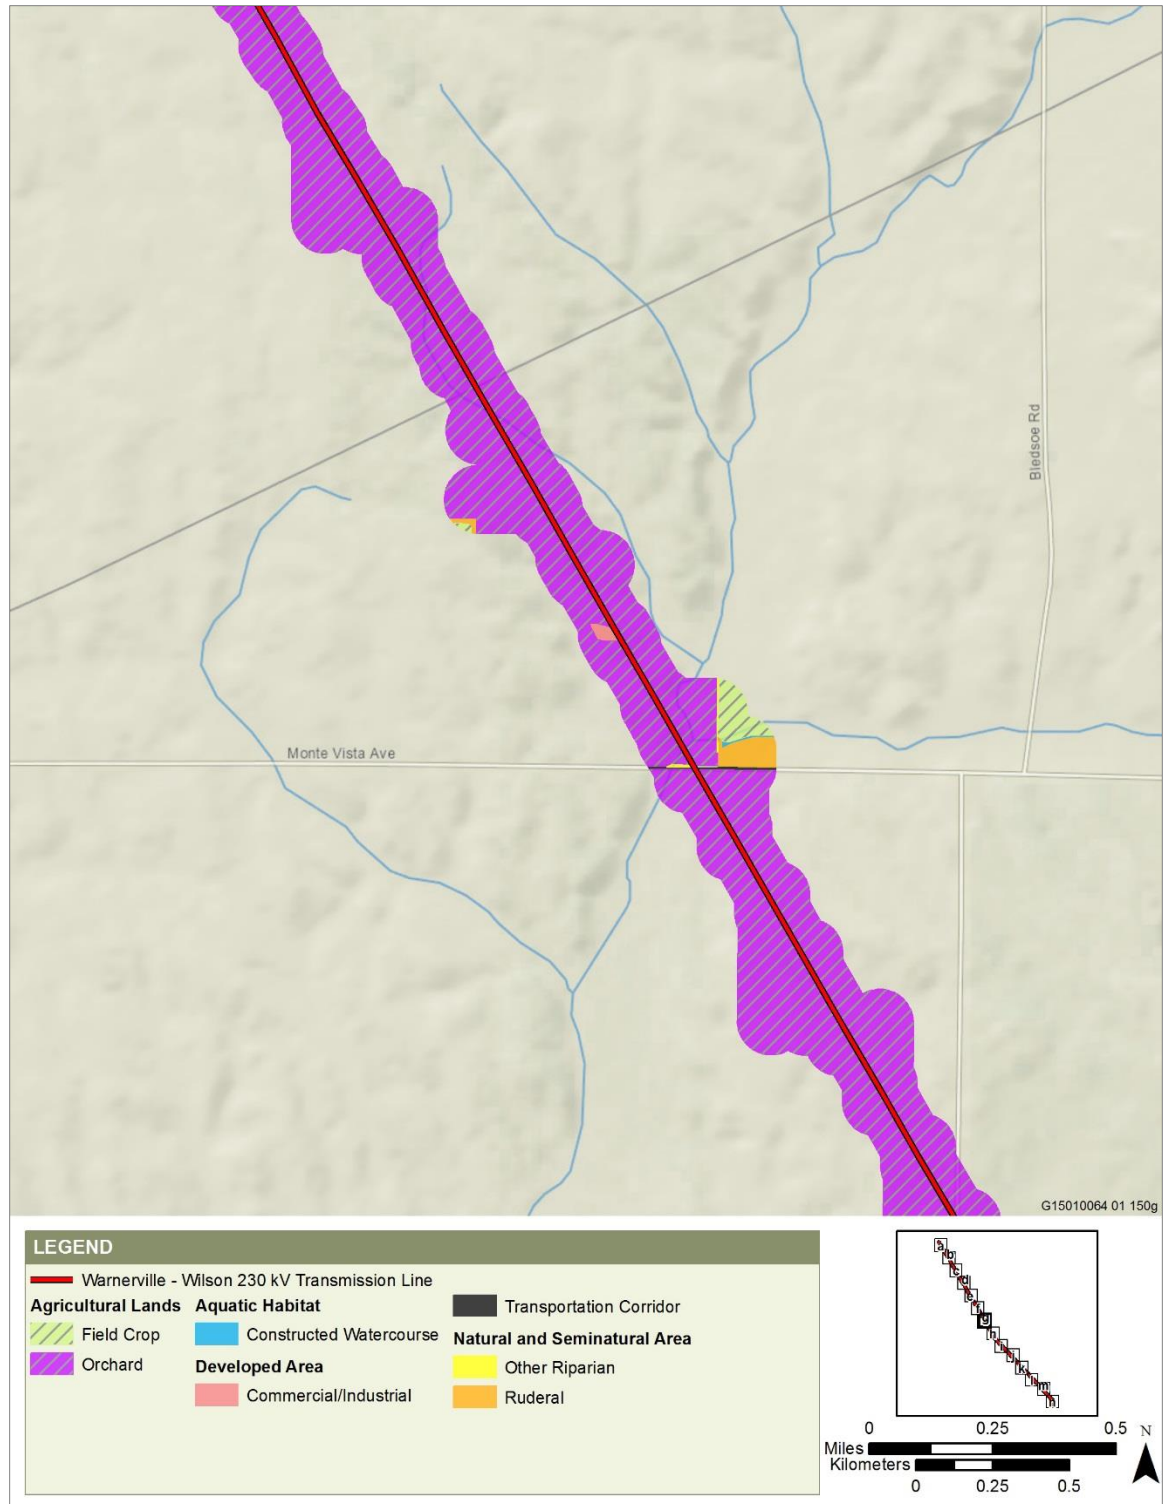 Bledsoe Rd
Monte Vista Ave
G15010064 01 150g
LEGEND
Warnerville - Wilson 230 kV Transmission Line
Agricultural Lands
Field Crop
Orchard
Aquatic Habitat
Constructed Watercourse
Developed Area
Commercial/Industrial
Transportation Corridor
Natural and Seminatural Area
Other Riparian
Ruderal
a
b
c
d
e
f
g
h
i
j
k
l
m
n
0 0.25 0.5
Miles
Kilometers
0 0.25 0.5
N